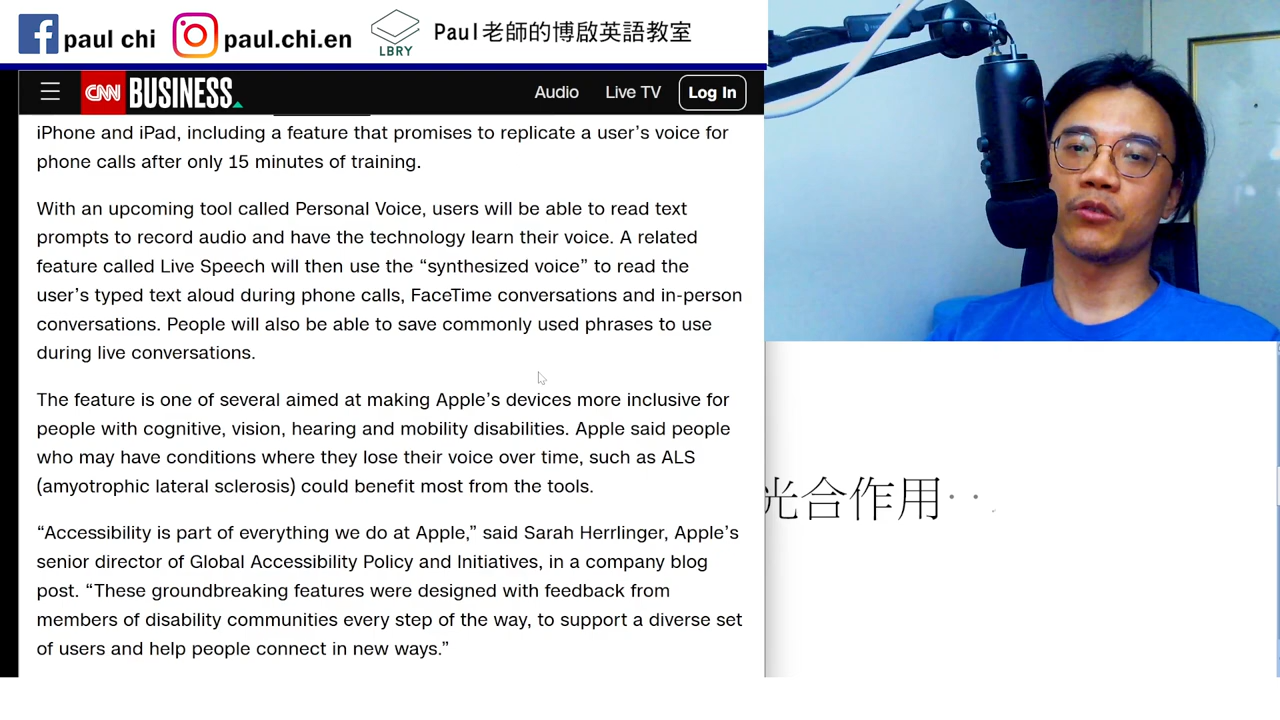 paul chi
paul.chi.en
LBRY
Paul老師的博啟英語教室
CNN BUSINESS
Audio
Live TV
Log In
iPhone and iPad, including a feature that promises to replicate a user’s voice for
phone calls after only 15 minutes of training.
With an upcoming tool called Personal Voice, users will be able to read text
prompts to record audio and have the technology learn their voice. A related
feature called Live Speech will then use the “synthesized voice” to read the
user’s typed text aloud during phone calls, FaceTime conversations and in-person
conversations. People will also be able to save commonly used phrases to use
during live conversations.
The feature is one of several aimed at making Apple’s devices more inclusive for
people with cognitive, vision, hearing and mobility disabilities. Apple said people
who may have conditions where they lose their voice over time, such as ALS
(amyotrophic lateral sclerosis) could benefit most from the tools.
“Accessibility is part of everything we do at Apple,” said Sarah Herrlinger, Apple’s
senior director of Global Accessibility Policy and Initiatives, in a company blog
post. “These groundbreaking features were designed with feedback from
members of disability communities every step of the way, to support a diverse set
of users and help people connect in new ways.”
光合作用··